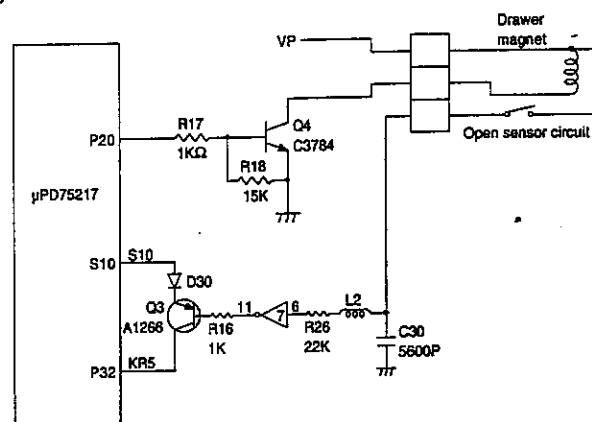 Drawer
magnet
VP
Open sensor circuit
R17
1KΩ
Q4
C3784
R18
15K
P20
μPD75217
S10
S10
D30
Q3
A1266
R16
1K
11
7
6
R26
22K
L2
C30
5600P
P32
KR5